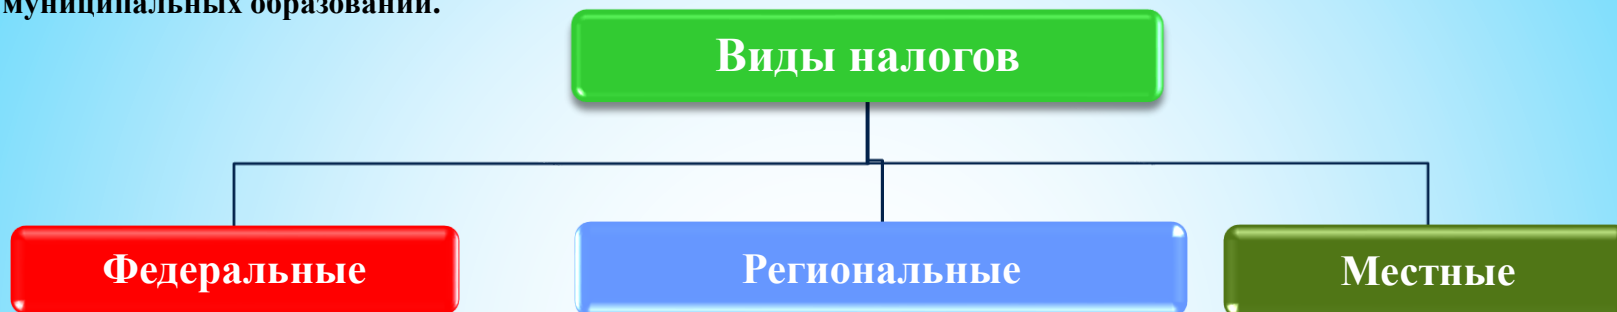 муниципальных образований.
Виды налогов
Федеральные
Региональные
Местные